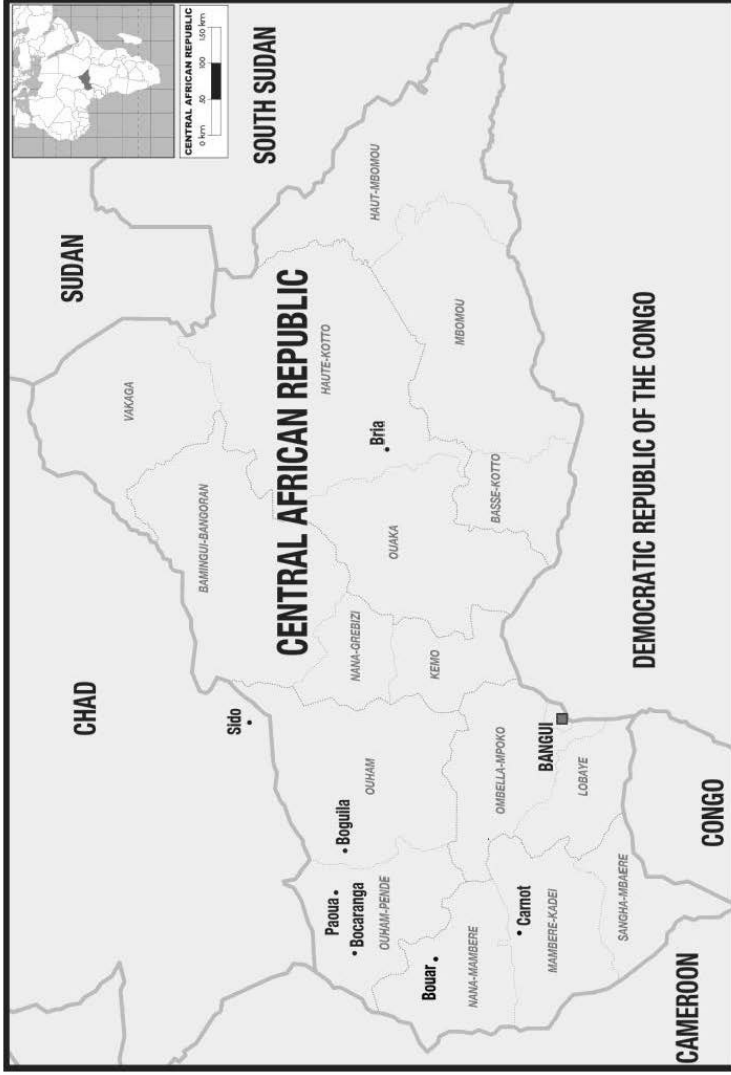 CENTRAL AFRICAN REPUBLIC
0 km 50 100 150 km
SUDAN
SOUTH SUDAN
CHAD
VAKAGA
BAMINGUI-BANGORAN
HAUT-MBOMOU
Sido
CENTRAL AFRICAN REPUBLIC
HAUTE-KOTTO
Paoua
Boguila
Bocaranga
OUHAM
NANA-GREBIZI
Bria
OUHAM-PENDE
OUAKA
KEMO
MBOMOU
Bouar
NANA-MAMBERE
BASSE-KOTTO
OMBELLA-MPOKO
Carnot
MAMBERE-KADEI
BANGUI
LOBAYE
SANGHA-MBAERE
DEMOCRATIC REPUBLIC OF THE CONGO
CAMEROON
CONGO